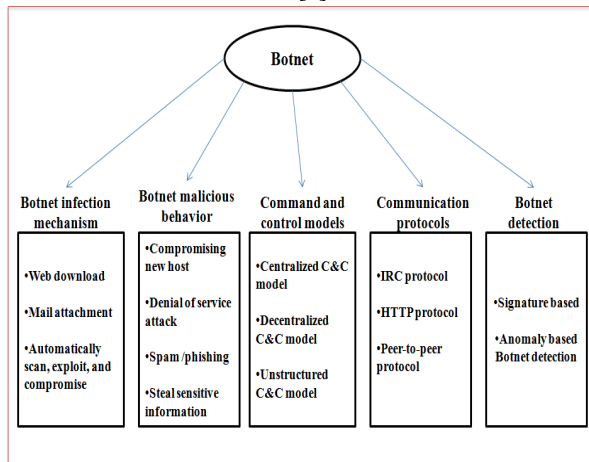 Botnet
Botnet infection
mechanism
•Web download
•Mail attachment
•Automatically
scan, exploit, and
compromise
Botnet malicious
behavior
•Compromising
new host
•Denial of service
attack
•Spam /phishing
•Steal sensitive
information
Command and
control models
•Centralized C&C
model
•Decentralized
C&C model
•Unstructured
C&C model
Communication
protocols
•IRC protocol
•HTTP protocol
•Peer-to-peer
protocol
Botnet
detection
•Signature based
•Anomaly based
Botnet detection